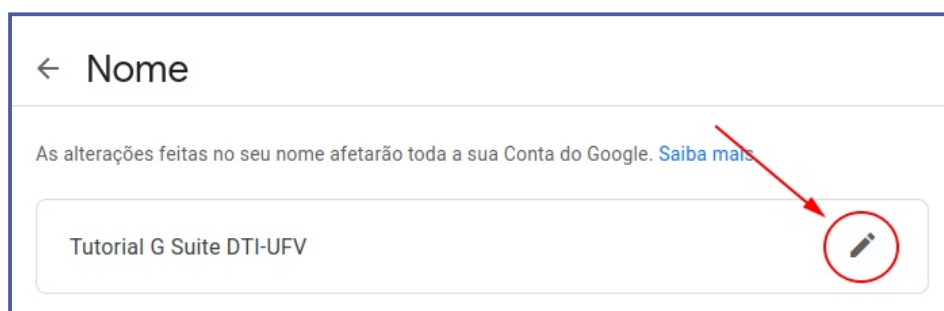 Nome
As alterações feitas no seu nome afetarão toda a sua Conta do Google. Saiba mais
Tutorial G Suite DTI-UFV